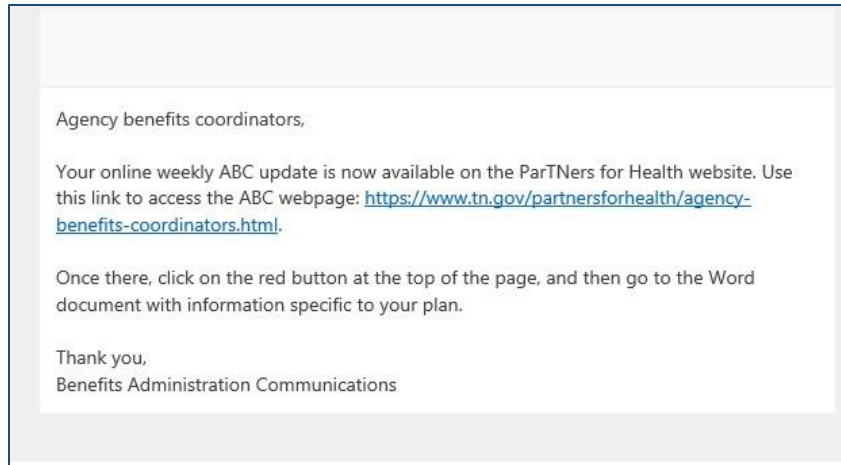 Agency benefits coordinators,
Your online weekly ABC update is now available on the ParTNers for Health website. Use
this link to access the ABC webpage: https://www.tn.gov/partnersforhealth/agency-
benefits-coordinators.html.
Once there, click on the red button at the top of the page, and then go to the Word
document with information specific to your plan.
Thank you,
Benefits Administration Communications